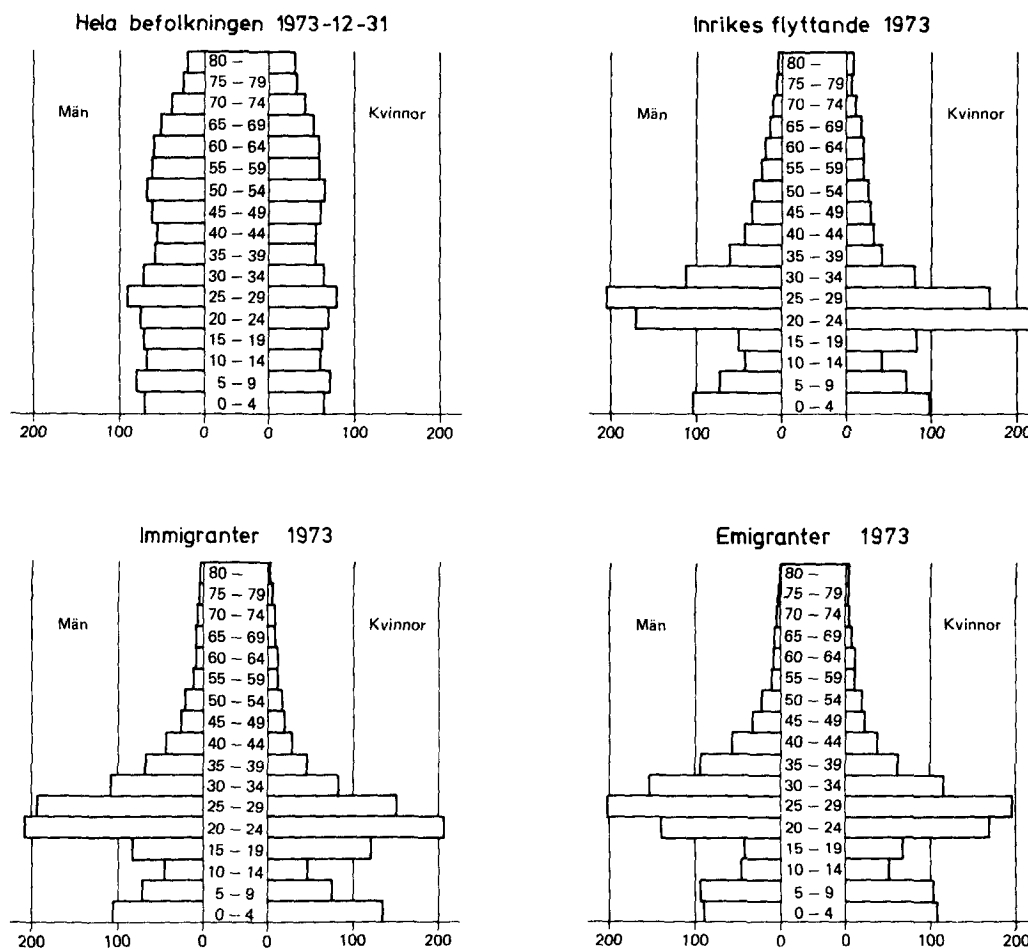 Hela befolkningen 1973-12-31
Män
Kvinnor
80 –
75 – 79
70 – 74
65 – 69
60 – 64
55 – 59
50 – 54
45 – 49
40 – 44
35 – 39
30 – 34
25 – 29
20 – 24
15 – 19
10 – 14
5 – 9
0 – 4
200 100 0 0 100 200
Inrikes flyttande 1973
Män
Kvinnor
80 –
75 – 79
70 – 74
65 – 69
60 – 64
55 – 59
50 – 54
45 – 49
40 – 44
35 – 39
30 – 34
25 – 29
20 – 24
15 – 19
10 – 14
5 – 9
0 – 4
200 100 0 0 100 200
Immigranter 1973
Män
Kvinnor
80 –
75 – 79
70 – 74
65 – 69
60 – 64
55 – 59
50 – 54
45 – 49
40 – 44
35 – 39
30 – 34
25 – 29
20 – 24
15 – 19
10 – 14
5 – 9
0 – 4
200 100 0 0 100 200
Emigranter 1973
Män
Kvinnor
80 –
75 – 79
70 – 74
65 – 69
60 – 64
55 – 59
50 – 54
45 – 49
40 – 44
35 – 39
30 – 34
25 – 29
20 – 24
15 – 19
10 – 14
5 – 9
0 – 4
200 100 0 0 100 200